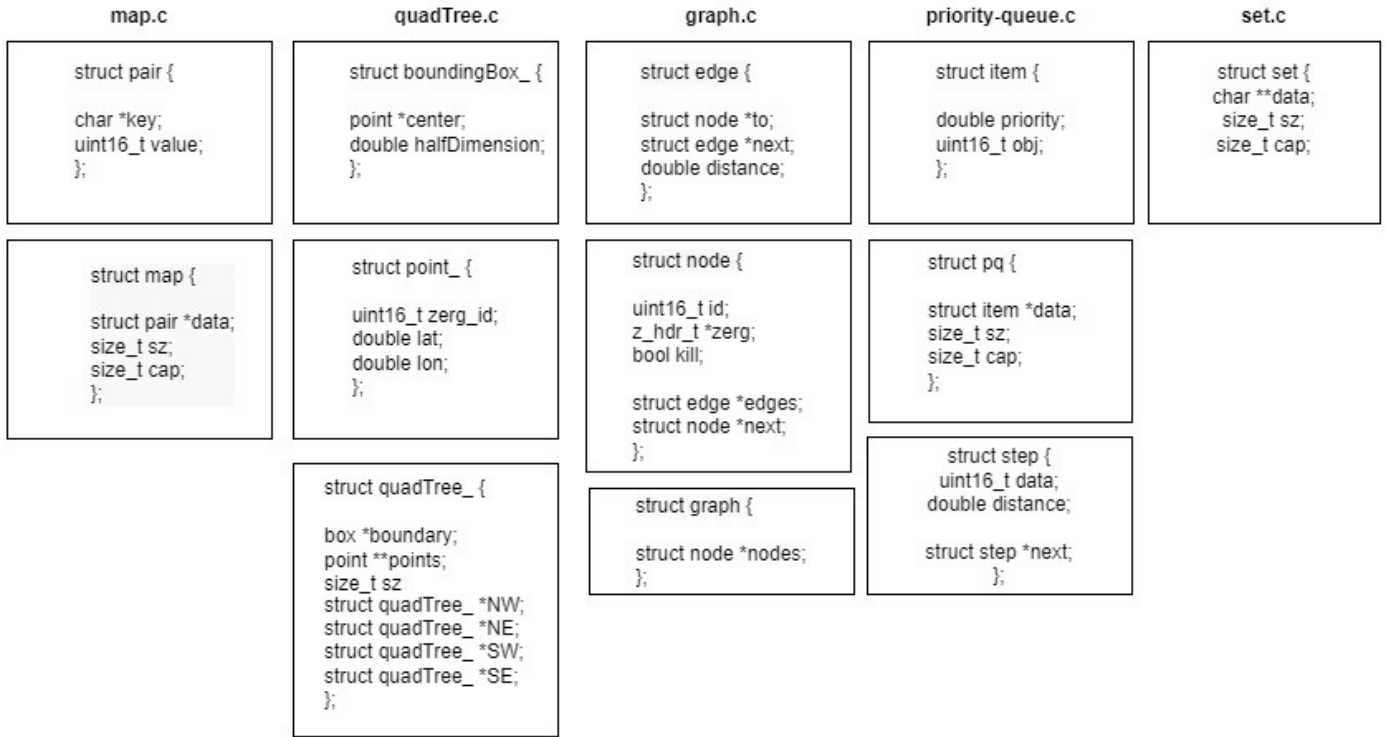 map.c
struct pair {
char *key;
uint16_t value;
};
struct map {
struct pair *data;
size_t sz;
size_t cap;
};
quadTree.c
struct boundingBox_ {
point *center;
double halfDimension;
};
struct point_ {
uint16_t zerg_id;
double lat;
double lon;
};
struct quadTree_ {
box *boundary;
point **points;
size_t sz
struct quadTree_ *NW;
struct quadTree_ *NE;
struct quadTree_ *SW;
struct quadTree_ *SE;
};
graph.c
struct edge {
struct node *to;
struct edge *next;
double distance;
};
struct node {
uint16_t id;
z_hdr_t *zerg;
bool kill;
struct edge *edges;
struct node *next;
};
struct graph {
struct node *nodes;
};
priority-queue.c
struct item {
double priority;
uint16_t obj;
};
struct pq {
struct item *data;
size_t sz;
size_t cap;
};
struct step {
uint16_t data;
double distance;
struct step *next;
};
set.c
struct set {
char **data;
size_t sz;
size_t cap;